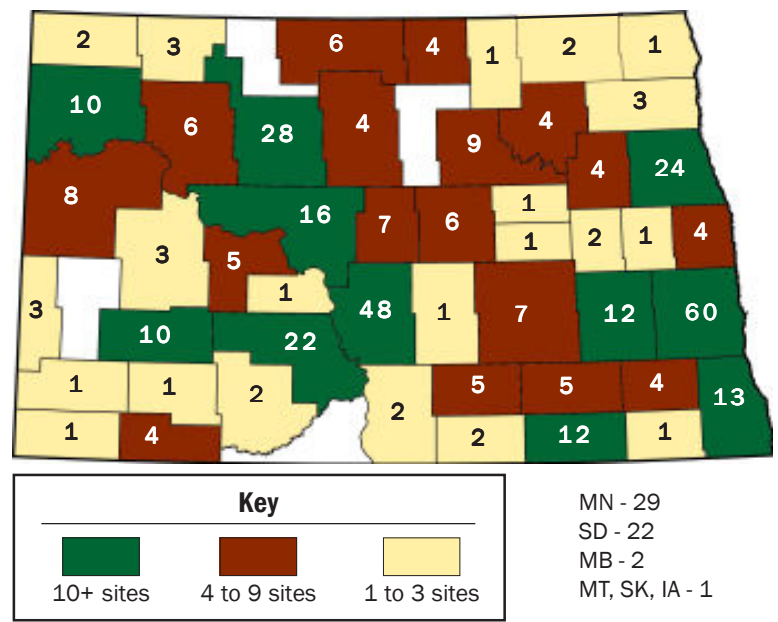 2 3 6 4 1 2 1
10 6 28 4 9 4 3
8 4 24
16 7 6 1
3 5 1 2 1 4
3 1 48 1 7 12 60
10 22
1 1 2 2 5 5 4 13
1 4 2 12 1
Key
10+ sites 4 to 9 sites 1 to 3 sites
MN - 29
SD - 22
MB - 2
MT, SK, IA - 1